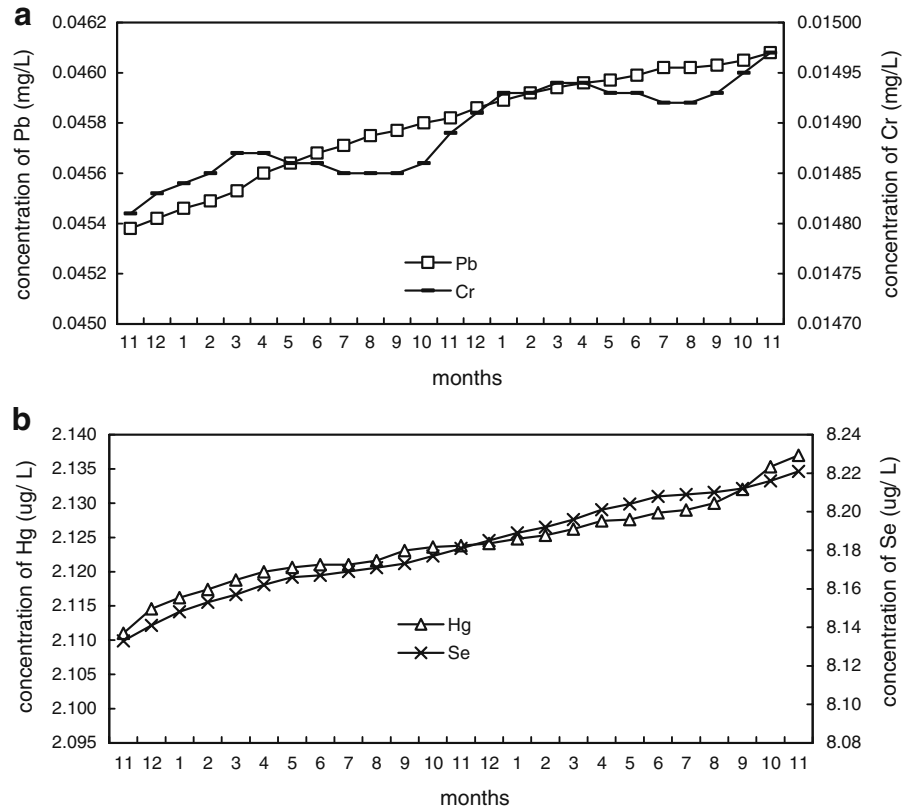 a
0.0462
0.0460
0.0458
0.0456
0.0454
0.0452
0.0450
concentration of Pb (mg/L)
0.01500
0.01495
0.01490
0.01485
0.01480
0.01475
0.01470
concentration of Cr (mg/L)
Pb
Cr
11 12 1 2 3 4 5 6 7 8 9 10 11 12 1 2 3 4 5 6 7 8 9 10 11
months
b
2.140
2.135
2.130
2.125
2.120
2.115
2.110
2.105
2.100
2.095
concentration of Hg (ug/ L)
8.24
8.22
8.20
8.18
8.16
8.14
8.12
8.10
8.08
concentration of Se (ug/ L)
Hg
Se
11 12 1 2 3 4 5 6 7 8 9 10 11 12 1 2 3 4 5 6 7 8 9 10 11
months